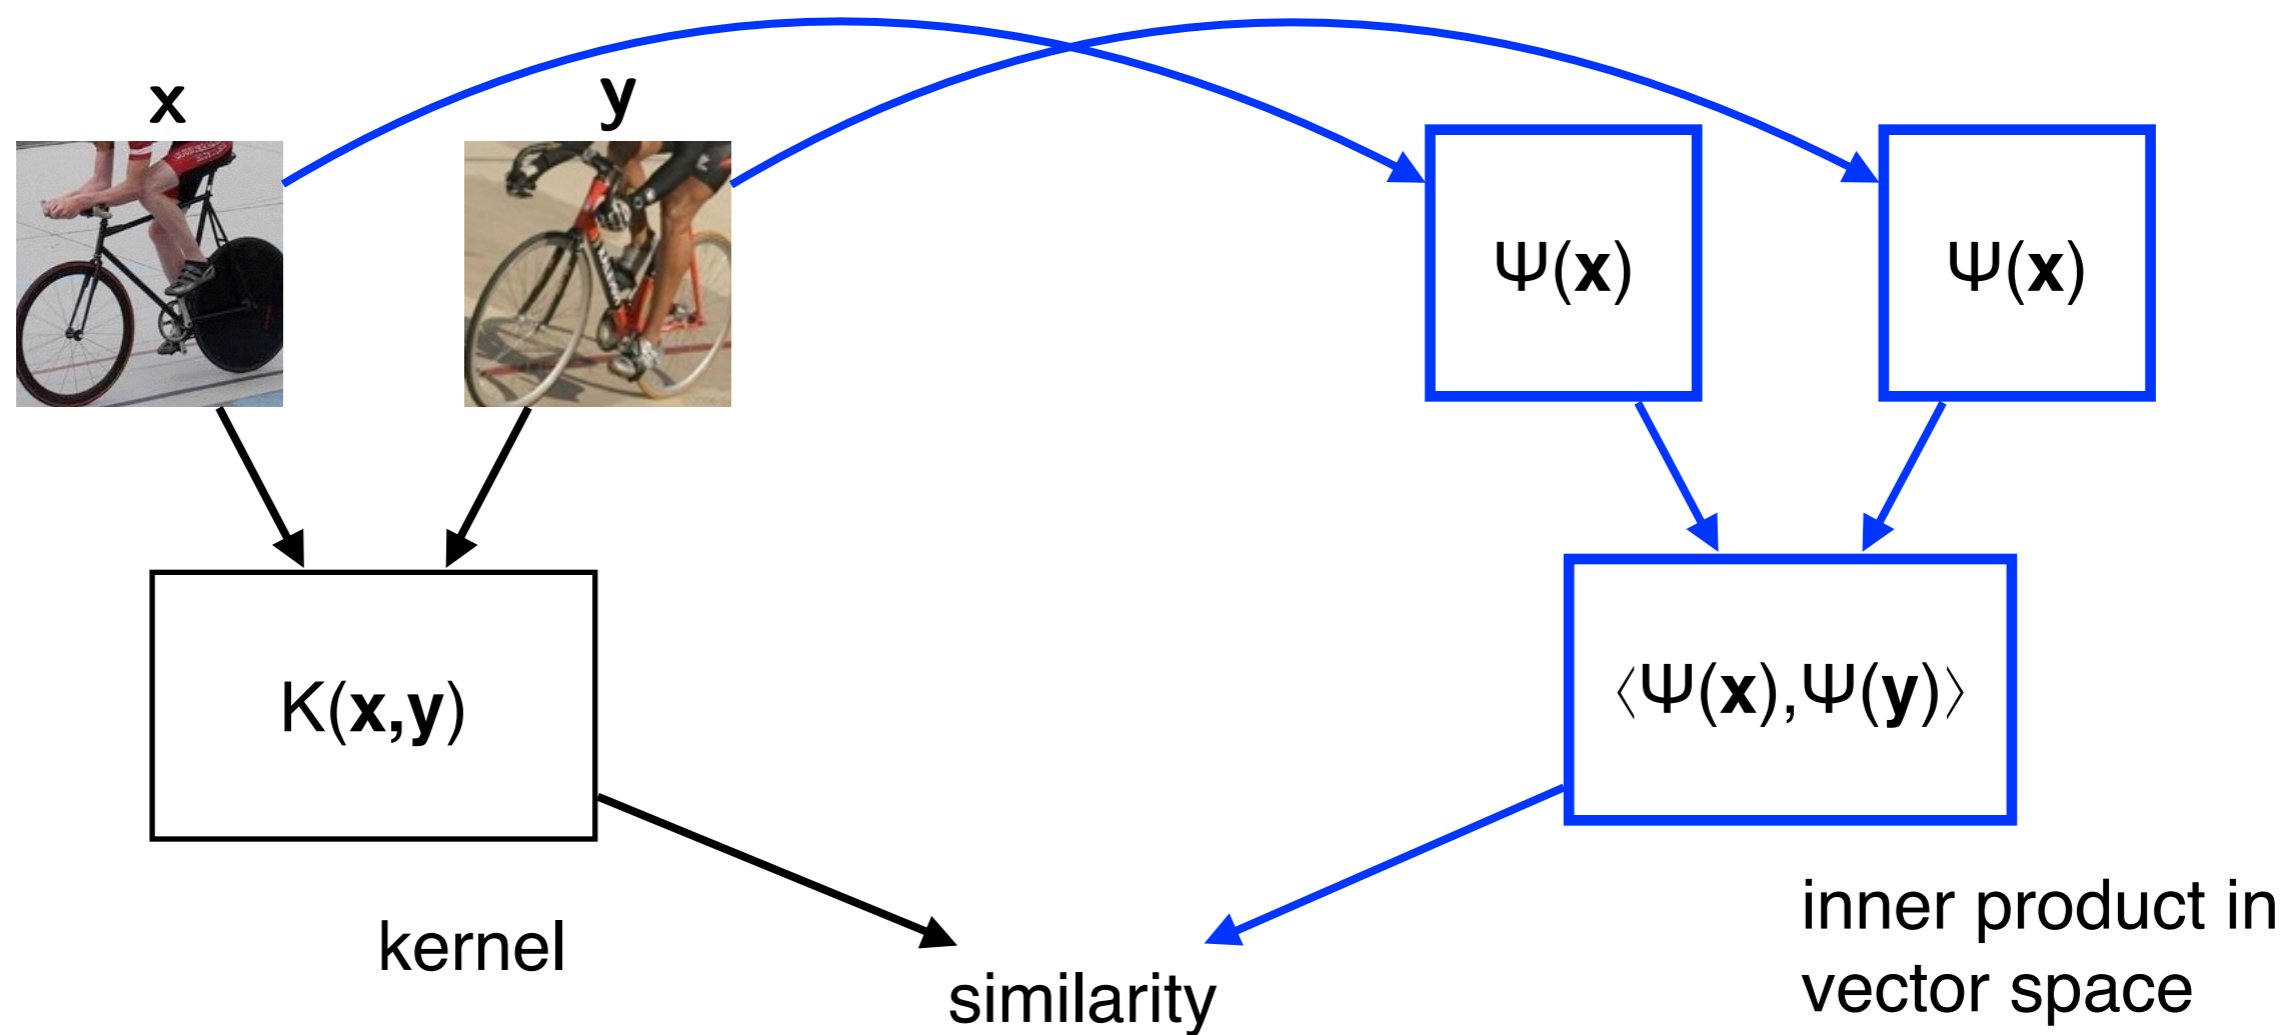 x
y
Ψ(x)
Ψ(x)
K(x,y)
⟨Ψ(x),Ψ(y)⟩
kernel
similarity
inner product in
vector space